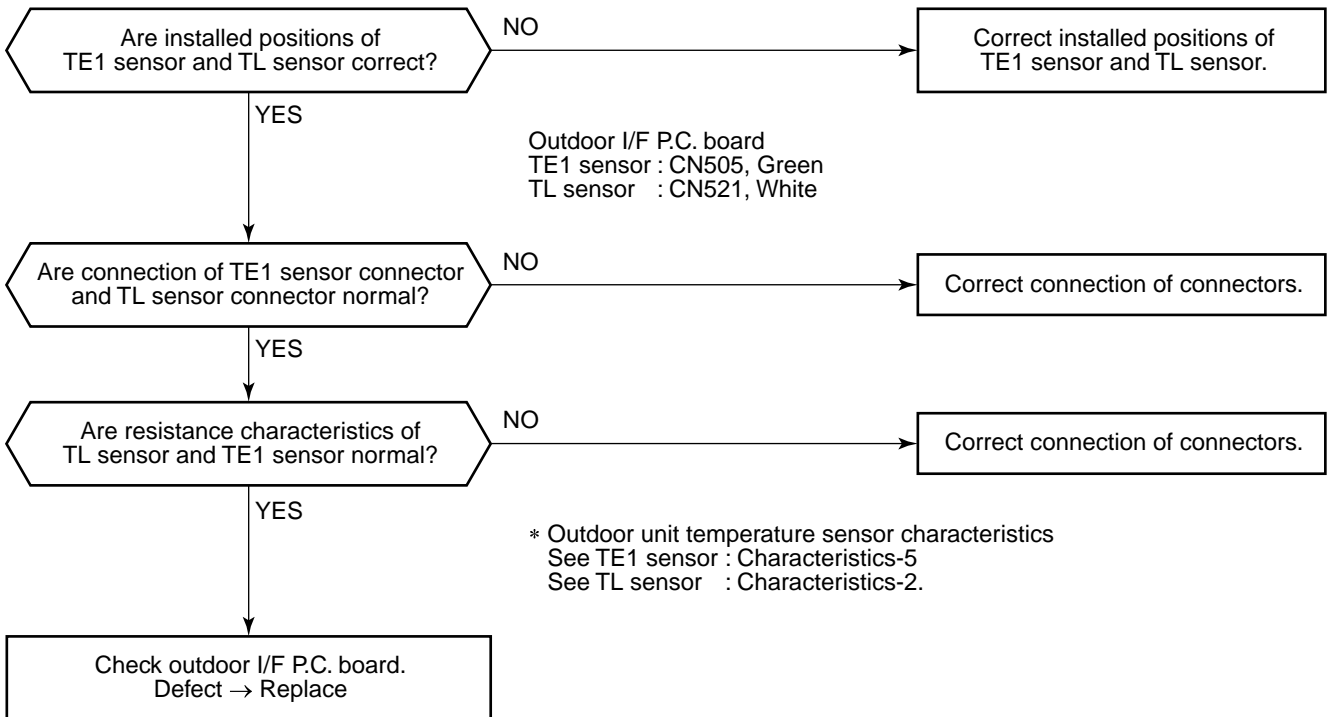 Are installed positions of
TE1 sensor and TL sensor correct?
NO
Correct installed positions of
TE1 sensor and TL sensor.
YES
Outdoor I/F P.C. board
TE1 sensor : CN505, Green
TL sensor : CN521, White
Are connection of TE1 sensor connector
and TL sensor connector normal?
NO
Correct connection of connectors.
YES
Are resistance characteristics of
TL sensor and TE1 sensor normal?
NO
Correct connection of connectors.
YES
* Outdoor unit temperature sensor characteristics
See TE1 sensor : Characteristics-5
See TL sensor : Characteristics-2.
Check outdoor I/F P.C. board.
Defect → Replace